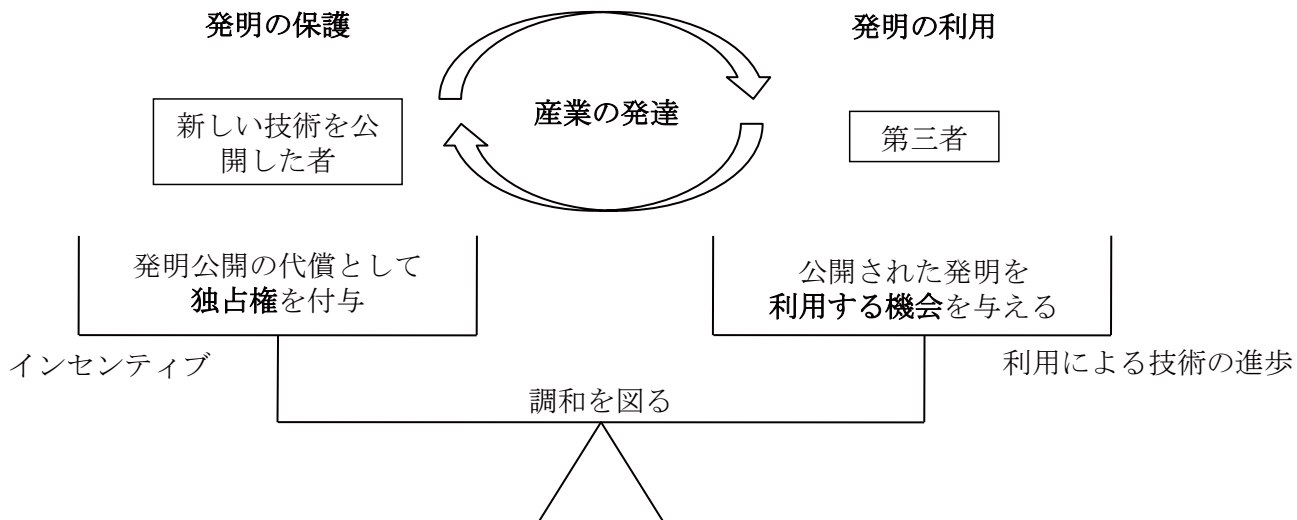 発明の保護
発明の利用
産業の発達
新しい技術を公
開した者
第三者
発明公開の代償として
独占権を付与
公開された発明を
利用する機会を与える
インセンティブ
利用による技術の進歩
調和を図る